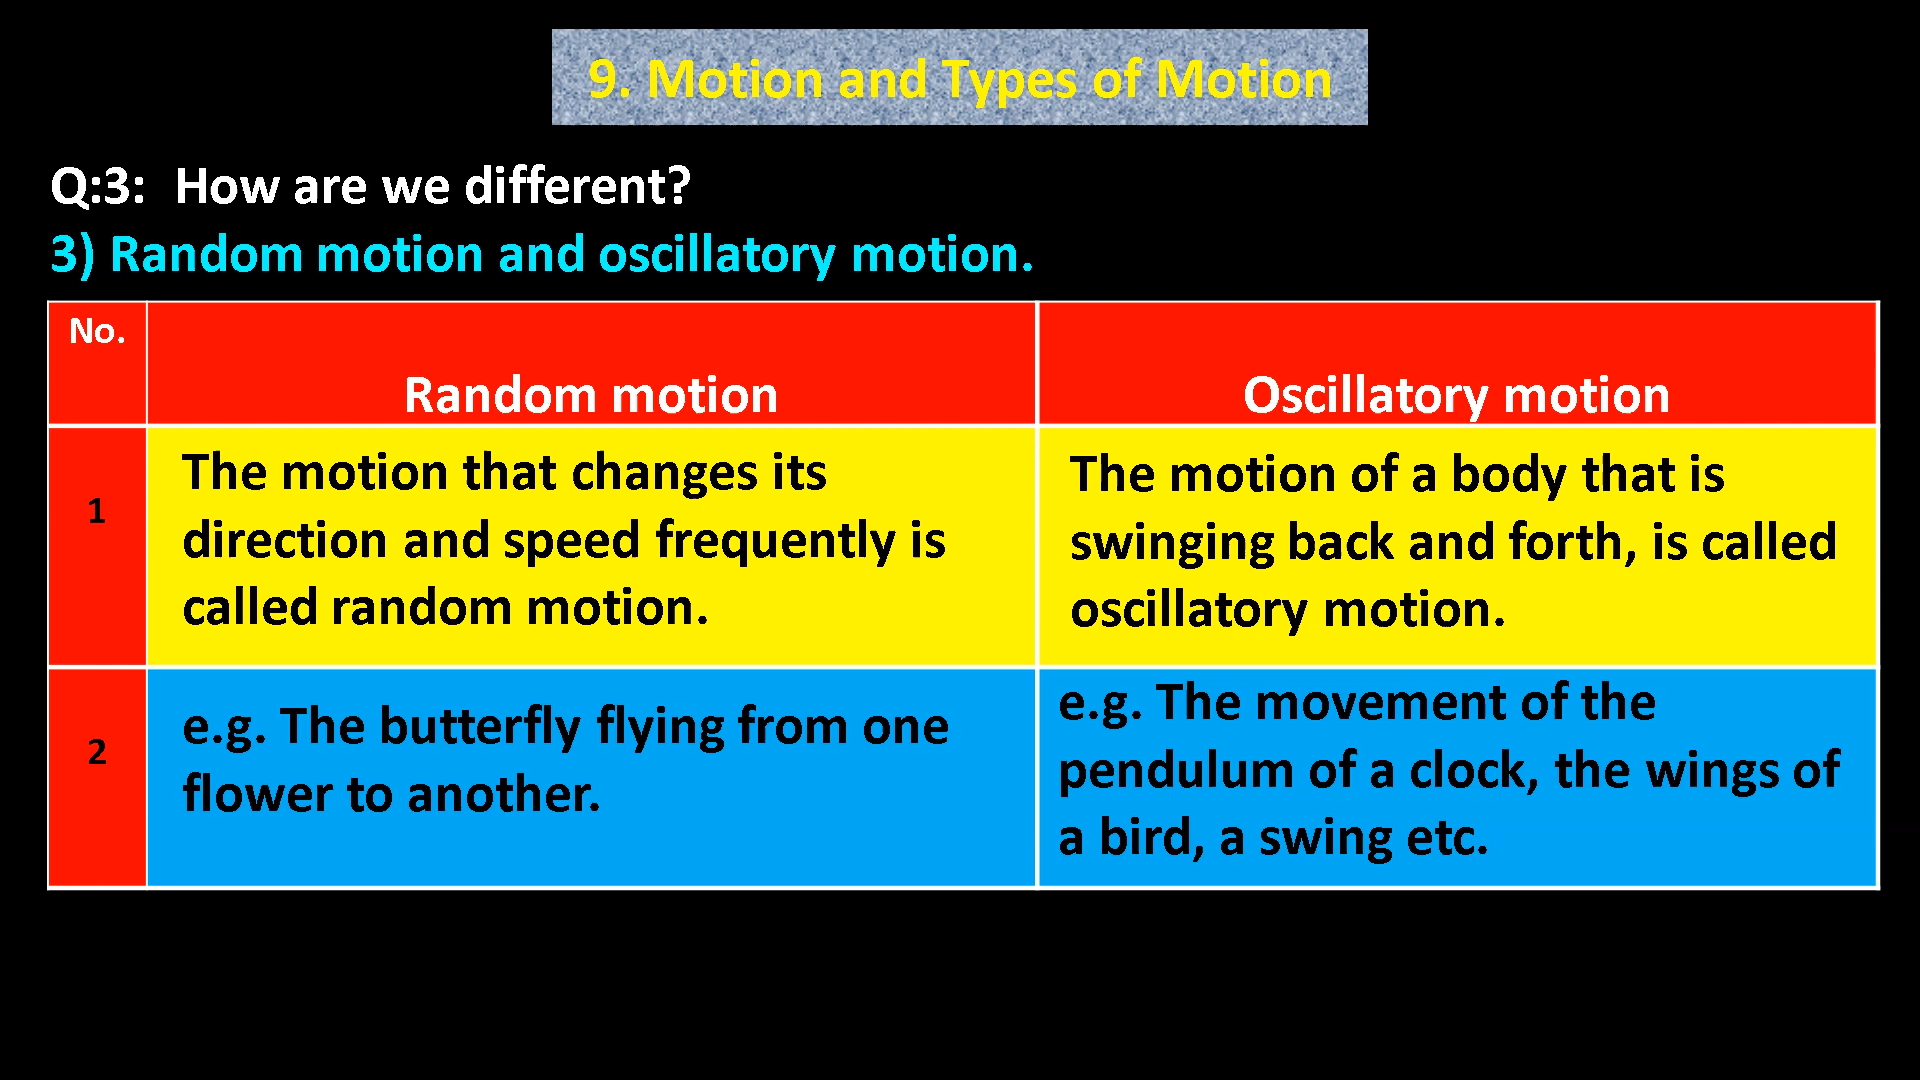 9. Motion and Types of Motion
Q:3: How are we different?
3) Random motion and oscillatory motion.
No.
Random motion
Oscillatory motion
1
The motion that changes its
direction and speed frequently is
called random motion.
The motion of a body that is
swinging back and forth, is called
oscillatory motion.
2
e.g. The butterfly flying from one
flower to another.
e.g. The movement of the
pendulum of a clock, the wings of
a bird, a swing etc.